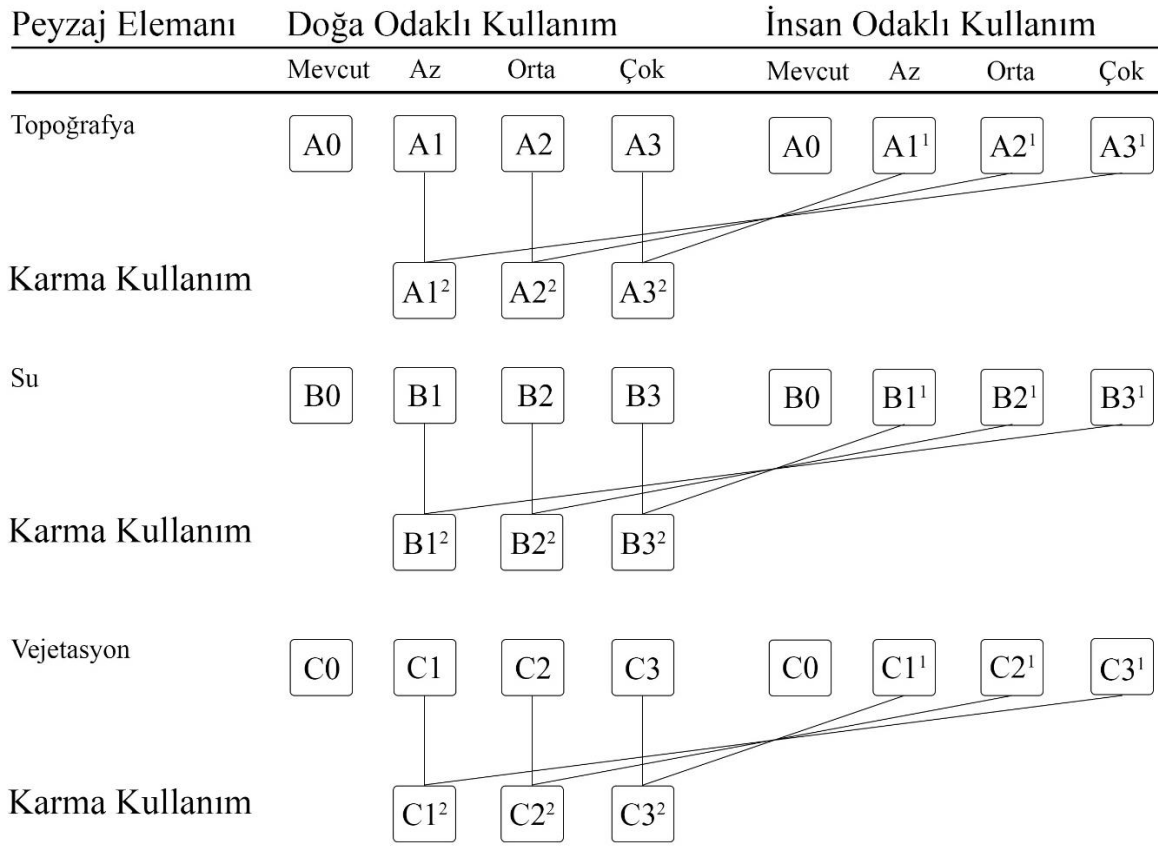 Peyzaj Elemanı Doğa Odaklı Kullanım İnsan Odaklı Kullanım
Mevcut Az Orta Çok Mevcut Az Orta Çok
Topoğrafya
A0 A1 A2 A3 A0 A1¹ A2¹ A3¹
Karma Kullanım
A1² A2² A3²
Su
B0 B1 B2 B3 B0 B1¹ B2¹ B3¹
Karma Kullanım
B1² B2² B3²
Vejetasyon
C0 C1 C2 C3 C0 C1¹ C2¹ C3¹
Karma Kullanım
C1² C2² C3²